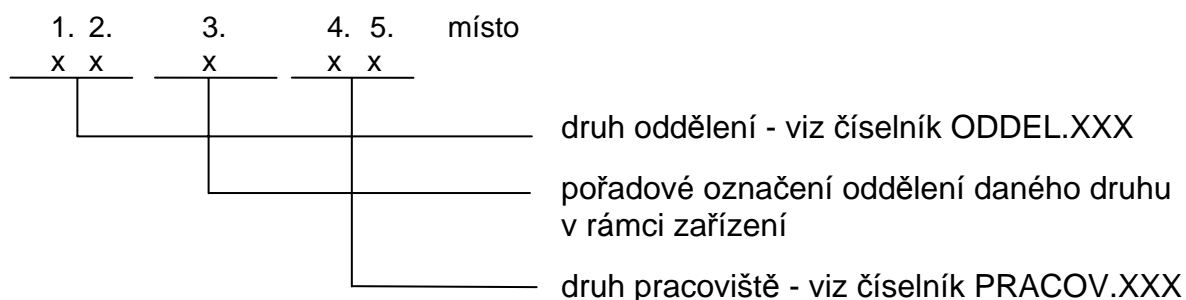 1. 2. 3. 4. 5. místo
x x x x x
druh oddělení - viz číselník ODDEL.XXX
pořadové označení oddělení daného druhu
v rámci zařízení
druh pracoviště - viz číselník PRACOV.XXX